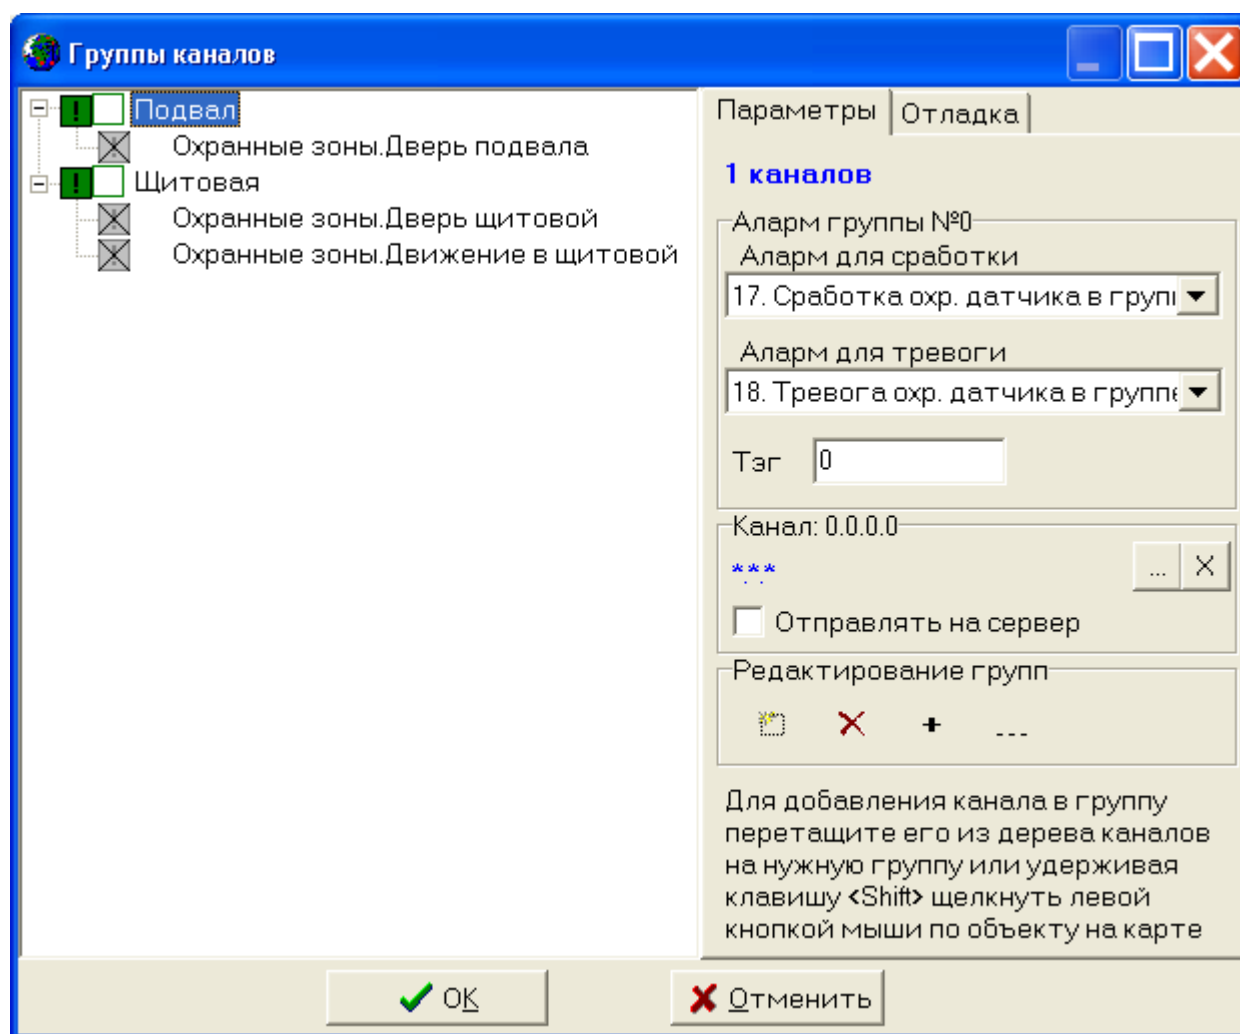 Группы каналов
Подвал
Охранные зоны.Дверь подвала
Щитовая
Охранные зоны.Дверь щитовой
Охранные зоны.Движение в щитовой
Параметры
Отладка
1 каналов
Аларм группы №0
Аларм для сработки
17. Сработка охр. датчика в групп
Аларм для тревоги
18. Тревога охр. датчика в группе
Тэг
0
Канал: 0.0.0.0
*.*.*
...
X
Отправлять на сервер
Редактирование групп
+
---
Для добавления канала в группу
перетащите его из дерева каналов
на нужную группу или удерживая
клавишу <Shift> щелкнуть левой
кнопкой мыши по объекту на карте
OK
Отменить